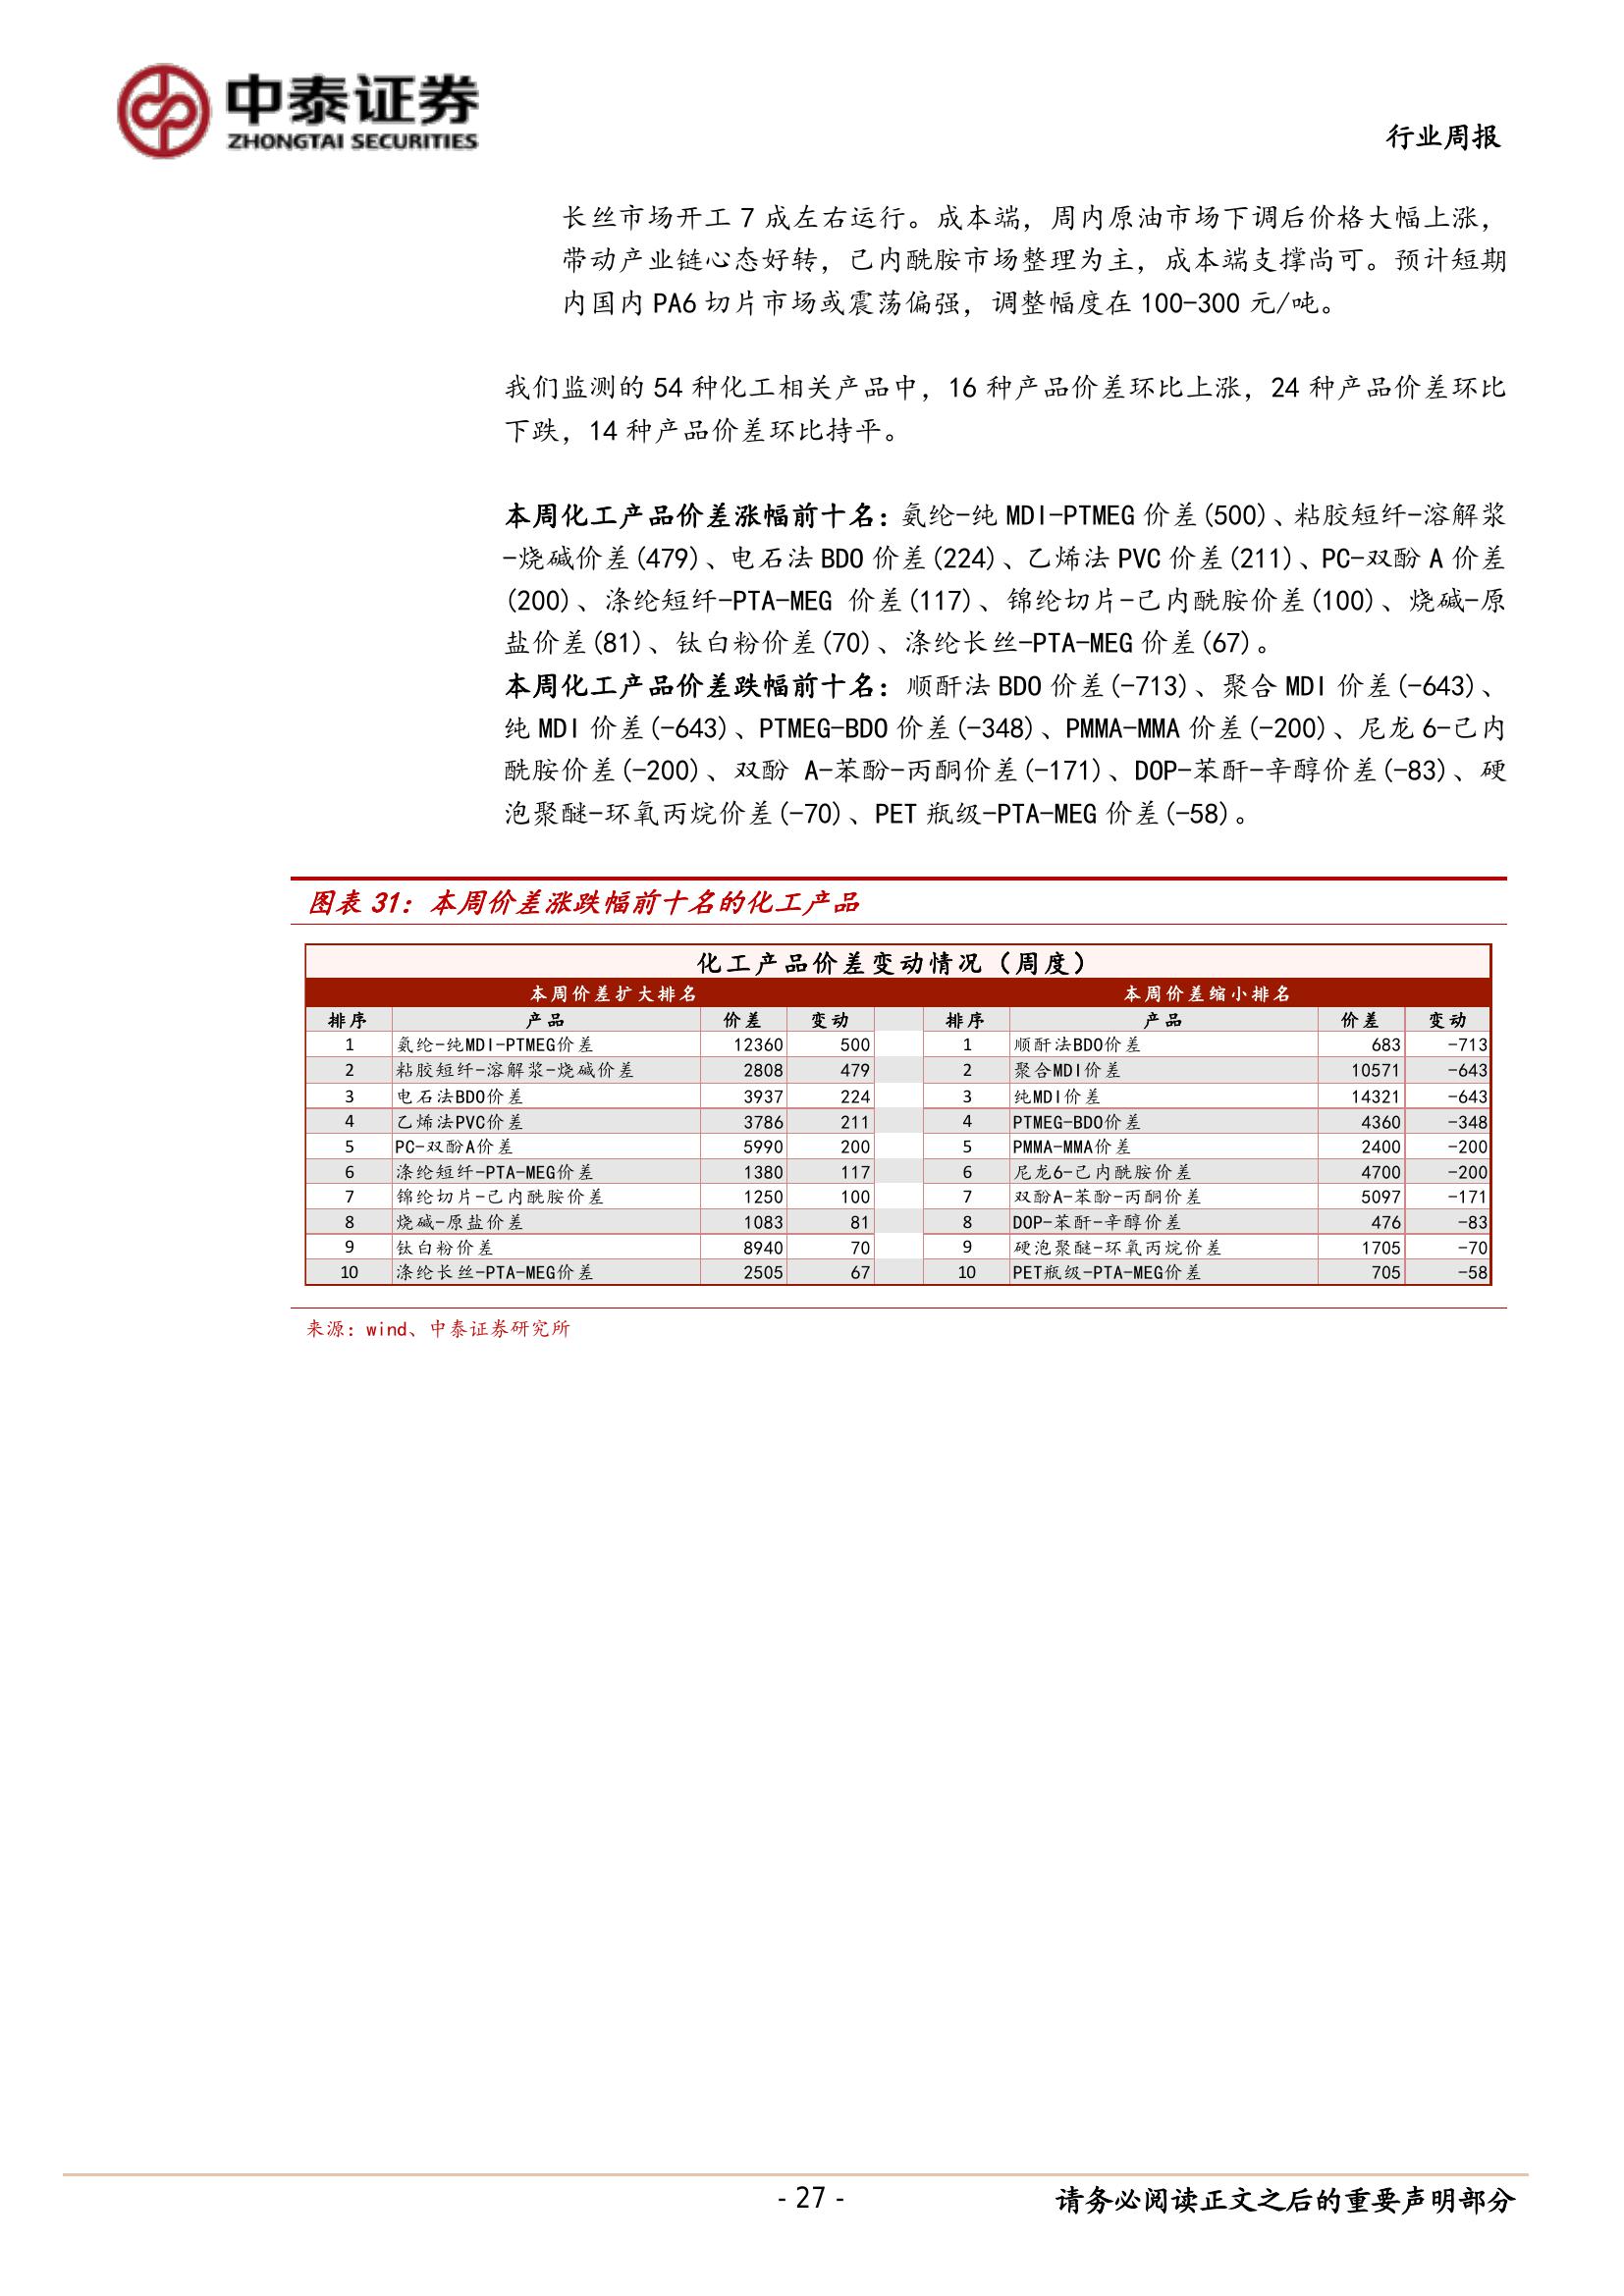 中泰证券
ZHONGTAI SECURITIES
行业周报
长丝市场开工 7 成左右运行。成本端，周内原油市场下调后价格大幅上涨，
带动产业链心态好转，己内酰胺市场整理为主，成本端支撑尚可。预计短期
内国内 PA6 切片市场或震荡偏强，调整幅度在 100-300 元/吨。
我们监测的 54 种化工相关产品中，16 种产品价差环比上涨，24 种产品价差环比
下跌，14 种产品价差环比持平。
本周化工产品价差涨幅前十名：氨纶-纯 MDI-PTMEG 价差(500)、粘胶短纤-溶解浆
-烧碱价差(479)、电石法 BDO 价差(224)、乙烯法 PVC 价差(211)、PC-双酚 A 价差
(200)、涤纶短纤-PTA-MEG 价差(117)、锦纶切片-己内酰胺价差(100)、烧碱-原
盐价差(81)、钛白粉价差(70)、涤纶长丝-PTA-MEG 价差(67)。
本周化工产品价差跌幅前十名：顺酐法 BDO 价差(-713)、聚合 MDI 价差(-643)、
纯 MDI 价差(-643)、PTMEG-BDO 价差(-348)、PMMA-MMA 价差(-200)、尼龙 6-己内
酰胺价差(-200)、双酚 A-苯酚-丙酮价差(-171)、DOP-苯酐-辛醇价差(-83)、硬
泡聚醚-环氧丙烷价差(-70)、PET 瓶级-PTA-MEG 价差(-58)。
图表 31：本周价差涨跌幅前十名的化工产品
化工产品价差变动情况（周度）
本周价差扩大排名 本周价差缩小排名
排序 产品 价差 变动 排序 产品 价差 变动
1 氨纶-纯MDI-PTMEG价差 12360 500 1 顺酐法BDO价差 683 -713
2 粘胶短纤-溶解浆-烧碱价差 2808 479 2 聚合MDI价差 10571 -643
3 电石法BDO价差 3937 224 3 纯MDI价差 14321 -643
4 乙烯法PVC价差 3786 211 4 PTMEG-BDO价差 4360 -348
5 PC-双酚A价差 5990 200 5 PMMA-MMA价差 2400 -200
6 涤纶短纤-PTA-MEG价差 1380 117 6 尼龙6-己内酰胺价差 4700 -200
7 锦纶切片-己内酰胺价差 1250 100 7 双酚A-苯酚-丙酮价差 5097 -171
8 烧碱-原盐价差 1083 81 8 DOP-苯酐-辛醇价差 476 -83
9 钛白粉价差 8940 70 9 硬泡聚醚-环氧丙烷价差 1705 -70
10 涤纶长丝-PTA-MEG价差 2505 67 10 PET瓶级-PTA-MEG价差 705 -58
来源：wind、中泰证券研究所
- 27 -
请务必阅读正文之后的重要声明部分